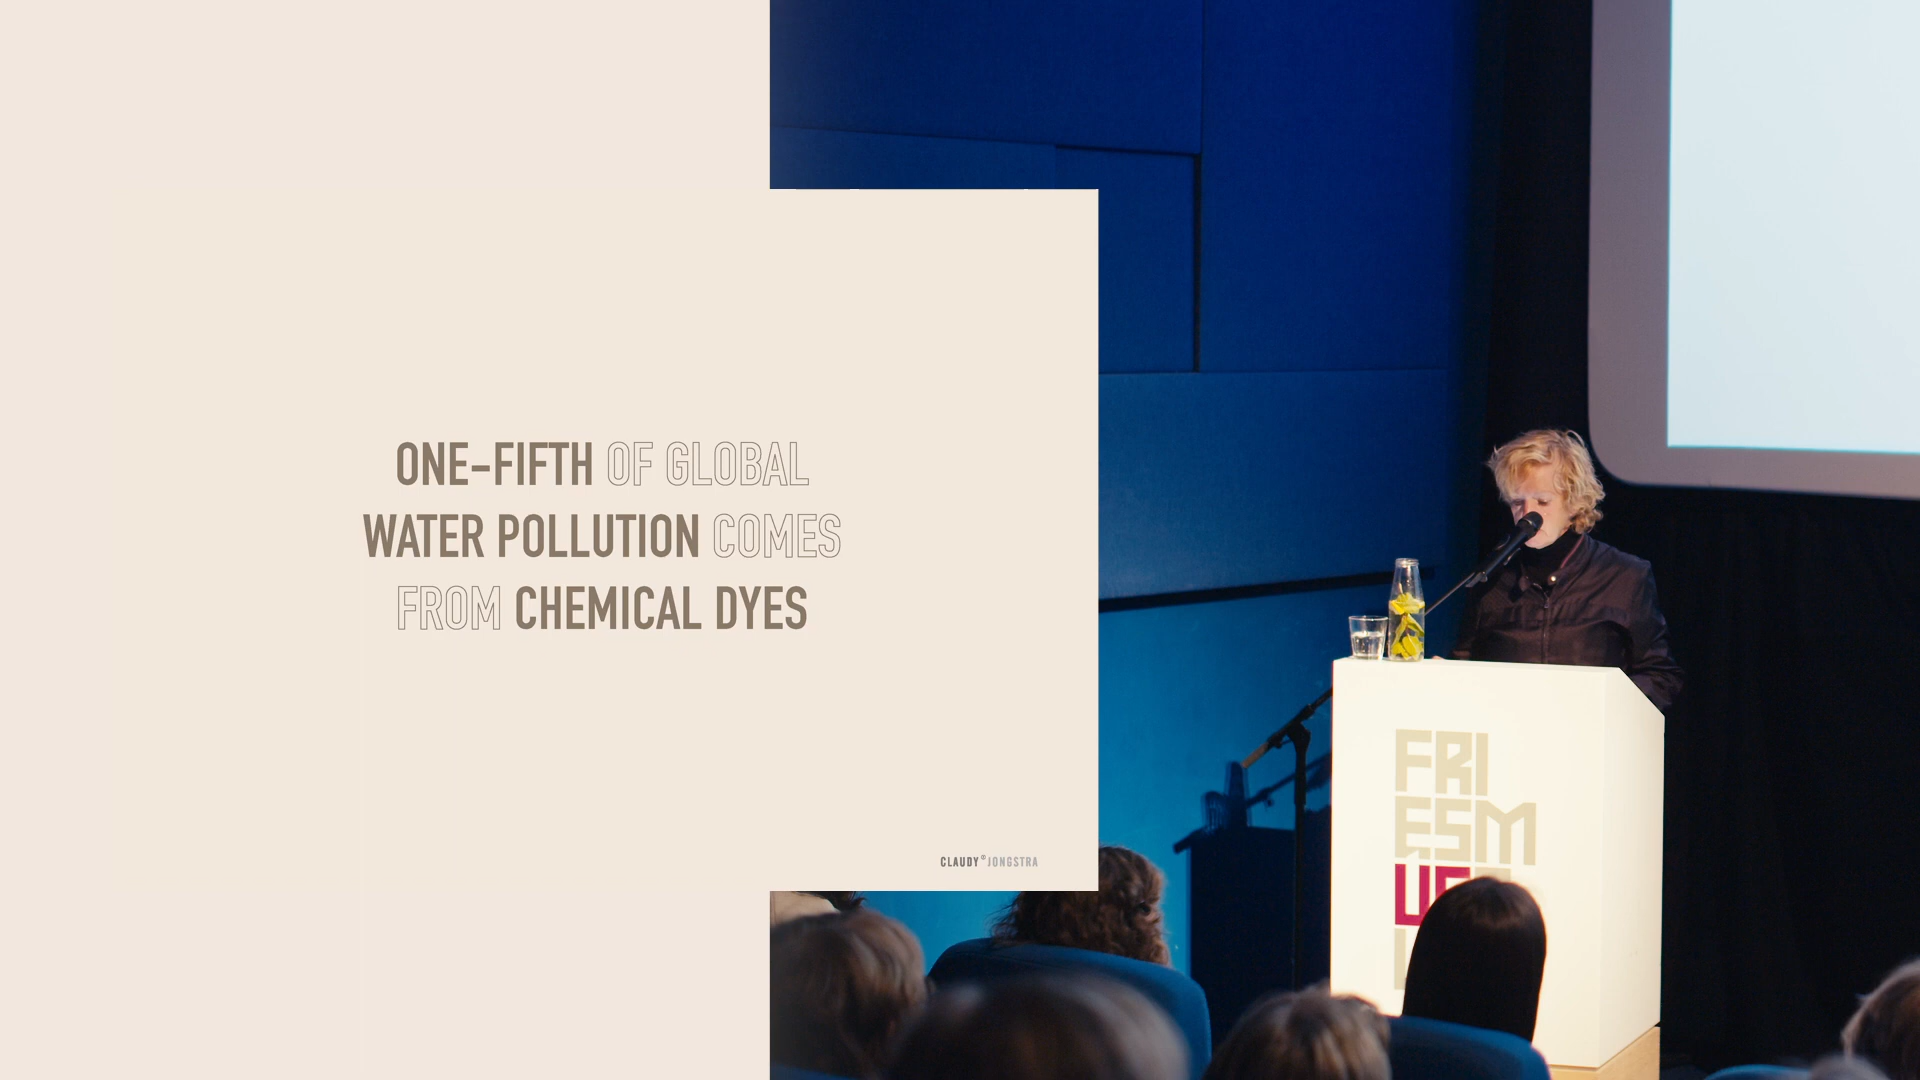 ONE-FIFTH OF GLOBAL
WATER POLLUTION COMES
FROM CHEMICAL DYES
CLAUDY® JONGSTRA
FRI
ESM